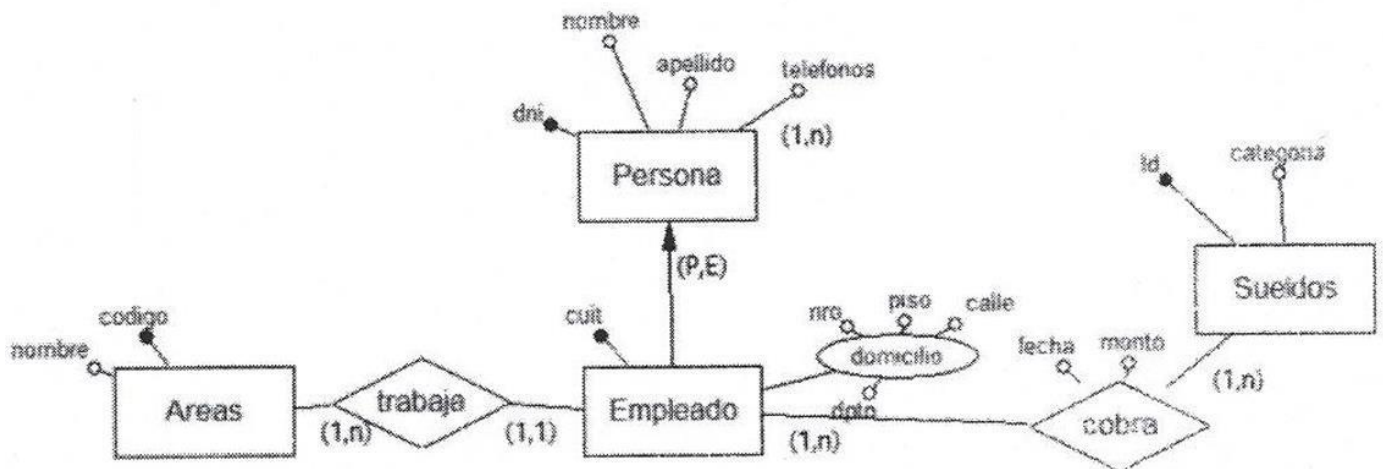 nombre
apellido
telefonos
dni
(1,n)
Persona
Id
categoria
(P,E)
Sueldos
nro
piso
calle
codigo
cuit
nombre
domicilio
fecha
monto
(1,n)
Areas
trabaja
Empleado
dpto
cobra
(1,n)
(1,1)
(1,n)